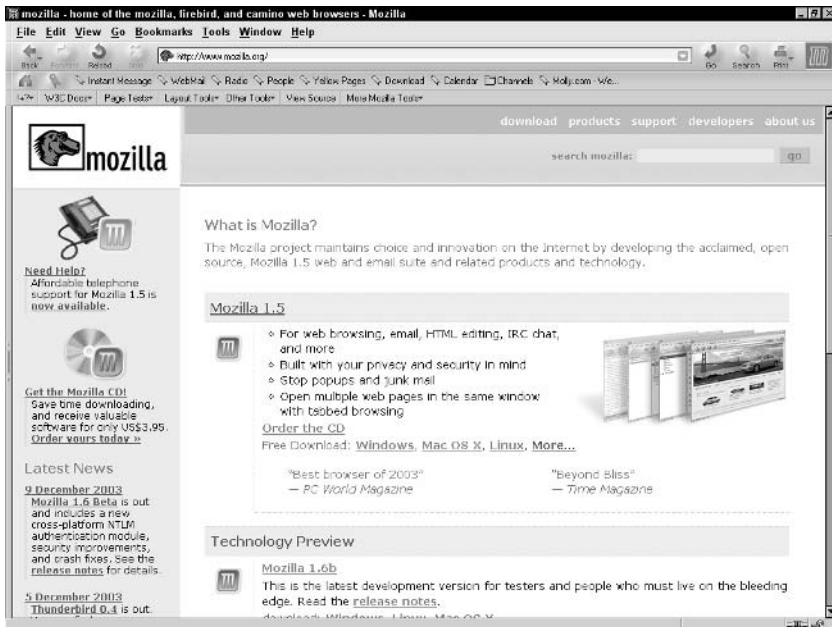 mozilla - home of the mozilla, firebird, and camino web browsers - Mozilla
File Edit View Go Bookmarks Tools Window Help
Back Reload Go Search Print
http://www.mozilla.org/
Instant Message WebMail Radio People Yellow Pages Download Calendar Channels Molly.com - We...
W3C Docs Page Tests Layout Tools Other Tools View Source More Mozilla Tools
download products support developers about us
mozilla
search mozilla: go
Need Help?
Affordable telephone
support for Mozilla 1.5 is
now available.
Get the Mozilla CD!
Save time downloading,
and receive valuable
software for only US$3.95.
Order yours today »
Latest News
9 December 2003
Mozilla 1.6 Beta is out
and includes a new
cross-platform NTLM
authentication module,
security improvements,
and crash fixes. See the
release notes for details.
5 December 2003
Thunderbird 0.4 is out.
What is Mozilla?
The Mozilla project maintains choice and innovation on the Internet by developing the acclaimed, open
source, Mozilla 1.5 web and email suite and related products and technology.
Mozilla 1.5
For web browsing, email, HTML editing, IRC chat,
and more
Built with your privacy and security in mind
Stop popups and junk mail
Open multiple web pages in the same window
with tabbed browsing
Order the CD
Free Download: Windows, Mac OS X, Linux, More...
"Best browser of 2003"
— PC World Magazine
"Beyond Bliss"
— Time Magazine
Technology Preview
Mozilla 1.6b
This is the latest development version for testers and people who must live on the bleeding
edge. Read the release notes.
download: Windows, Linux, Mac OS X